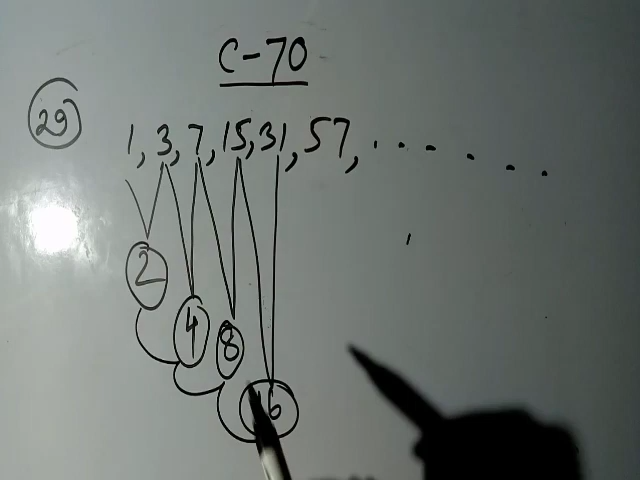 C-70
29
1, 3, 7, 15, 31, 57, ......
2
4
8
16